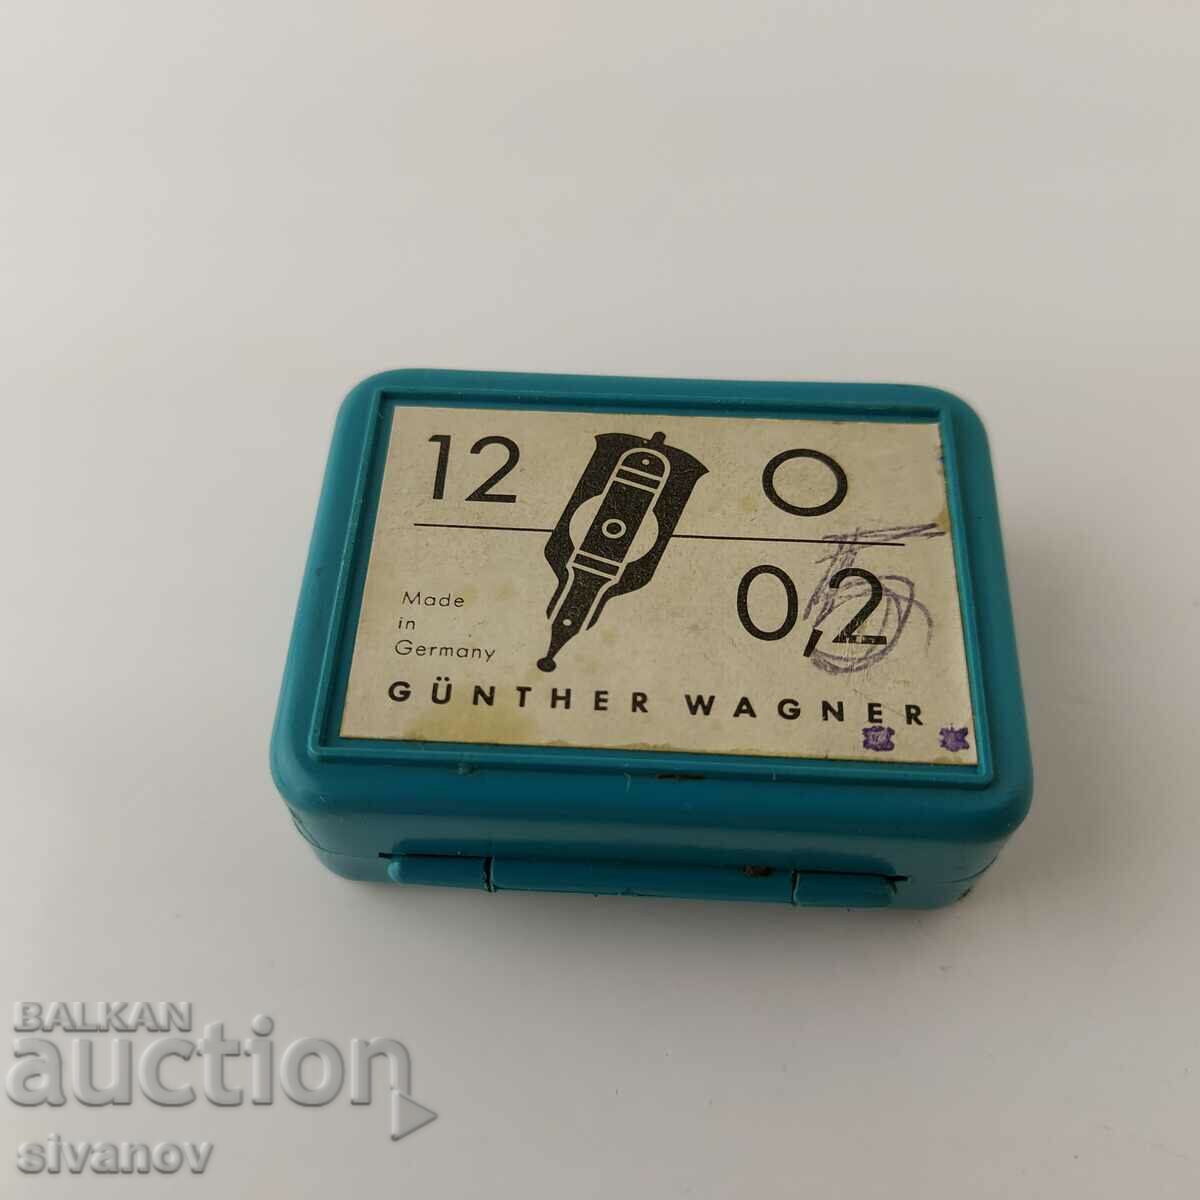 12 O
0,2
Made
in
Germany
GÜNTHER WAGNER
BALKAN
auction
sivanov